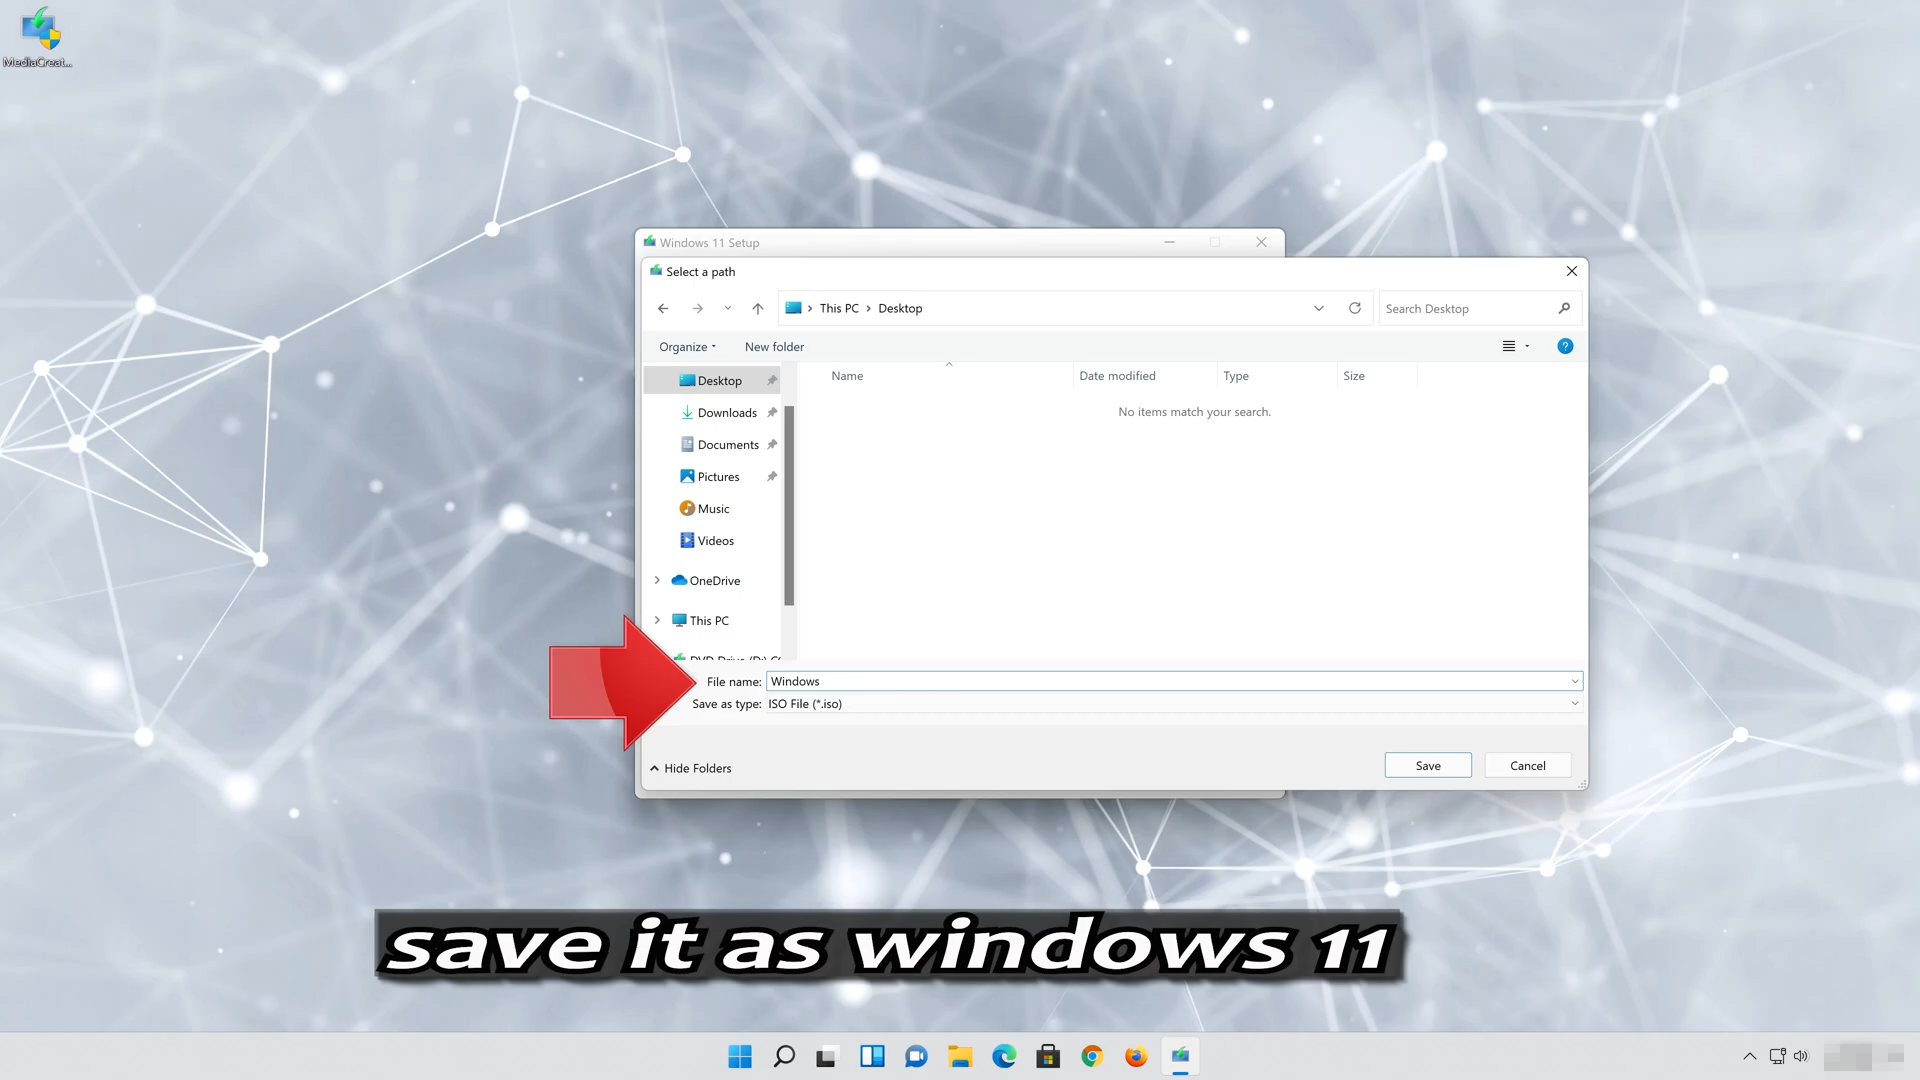 MediaCreat...
Windows 11 Setup
Select a path
This PC > Desktop
Search Desktop
Organize
New folder
Name
Date modified
Type
Size
No items match your search.
Desktop
Downloads
Documents
Pictures
Music
Videos
OneDrive
This PC
DVD Drive (D:)
File name: Windows
Save as type: ISO File (*.iso)
Hide Folders
Save
Cancel
save it as windows 11